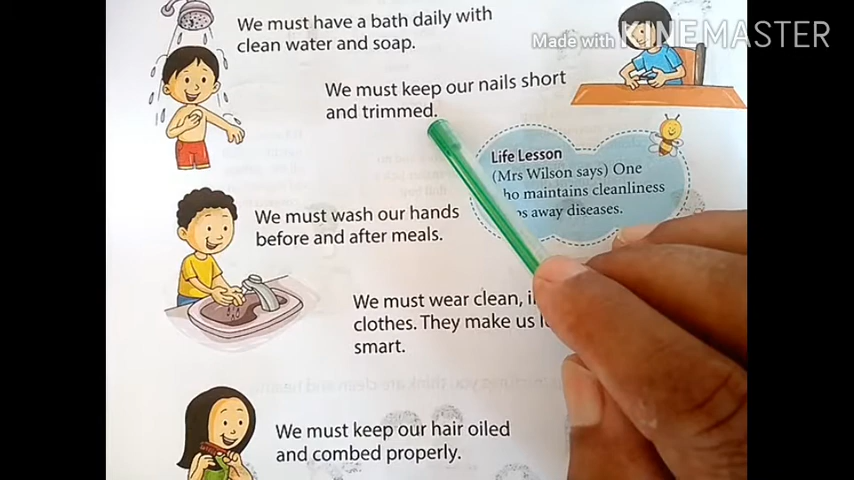 We must have a bath daily with
clean water and soap.
Made with KINEMASTER
We must keep our nails short
and trimmed.
Life Lesson
(Mrs Wilson says) One
maintains cleanliness
away diseases.
We must wash our hands
before and after meals.
We must wear clean,
clothes. They make us
smart.
We must keep our hair oiled
and combed properly.